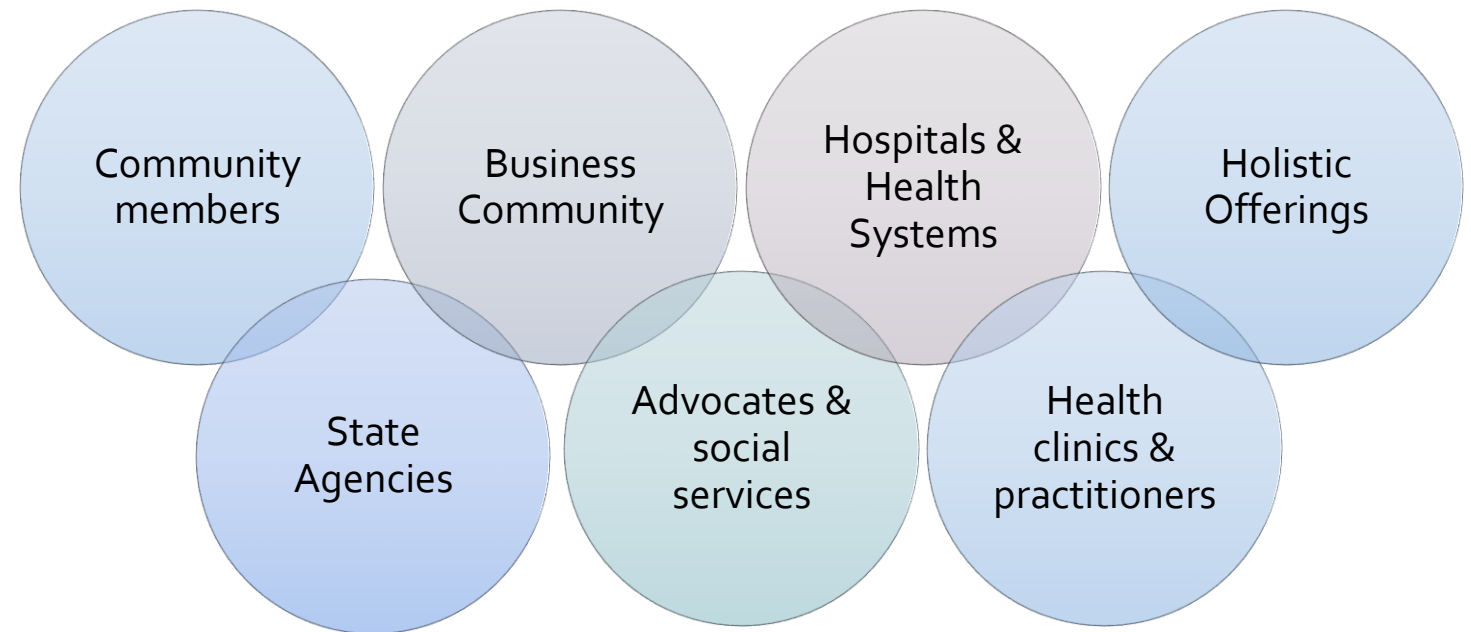 Community
members
Business
Community
Hospitals &
Health
Systems
Holistic
Offerings
State
Agencies
Advocates &
social
services
Health
clinics &
practitioners